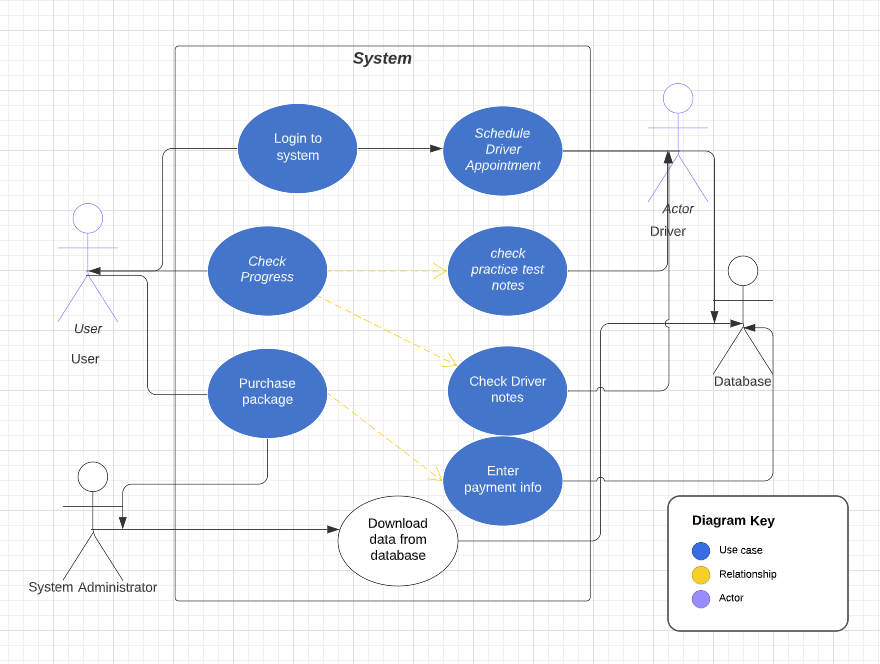 System
Login to
system
Schedule
Driver
Appointment
Actor
Driver
Check
Progress
check
practice test
notes
User
User
Database
Purchase
package
Check Driver
notes
Enter
payment info
Download
data from
database
System Administrator
Diagram Key
Use case
Relationship
Actor